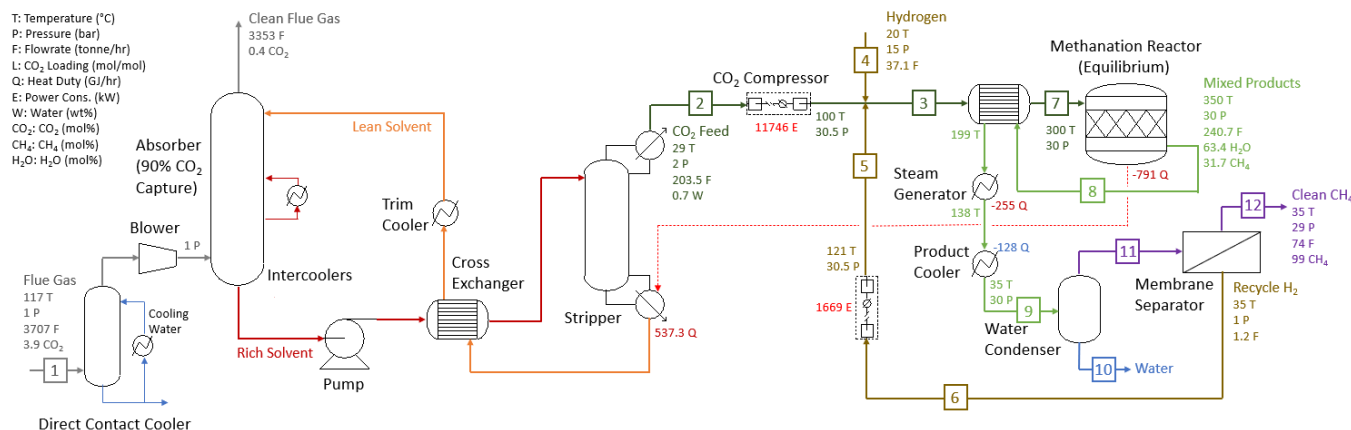 T: Temperature (°C)
P: Pressure (bar)
F: Flowrate (tonne/hr)
L: CO₂ Loading (mol/mol)
Q: Heat Duty (GJ/hr)
E: Power Cons. (kW)
W: Water (wt%)
CO₂: CO₂ (mol%)
CH₄: CH₄ (mol%)
H₂O: H₂O (mol%)
Clean Flue Gas
3353 F
0.4 CO₂
Absorber
(90% CO₂
Capture)
Lean Solvent
Blower
1 P
Intercoolers
Flue Gas
117 T
1 P
3707 F
3.9 CO₂
1
Cooling
Water
Direct Contact Cooler
Rich Solvent
Pump
Trim
Cooler
Cross
Exchanger
Stripper
537.3 Q
2
CO₂ Feed
29 T
2 P
203.5 F
0.7 W
CO₂ Compressor
11746 E
100 T
30.5 P
Hydrogen
20 T
15 P
37.1 F
4
3
5
121 T
30.5 P
1669 E
6
7
300 T
30 P
Methanation Reactor
(Equilibrium)
-791 Q
Mixed Products
350 T
30 P
240.7 F
63.4 H₂O
31.7 CH₄
8
199 T
Steam
Generator
-255 Q
138 T
-128 Q
Product
Cooler
35 T
30 P
9
Water
Condenser
10
Water
11
Membrane
Separator
12
Clean CH₄
35 T
29 P
74 F
99 CH₄
Recycle H₂
35 T
1 P
1.2 F